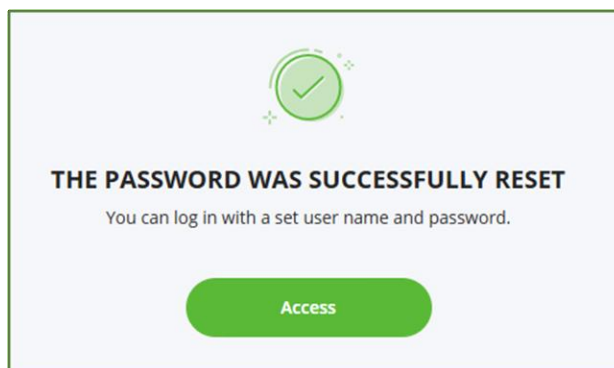 THE PASSWORD WAS SUCCESSFULLY RESET
You can log in with a set user name and password.
Access